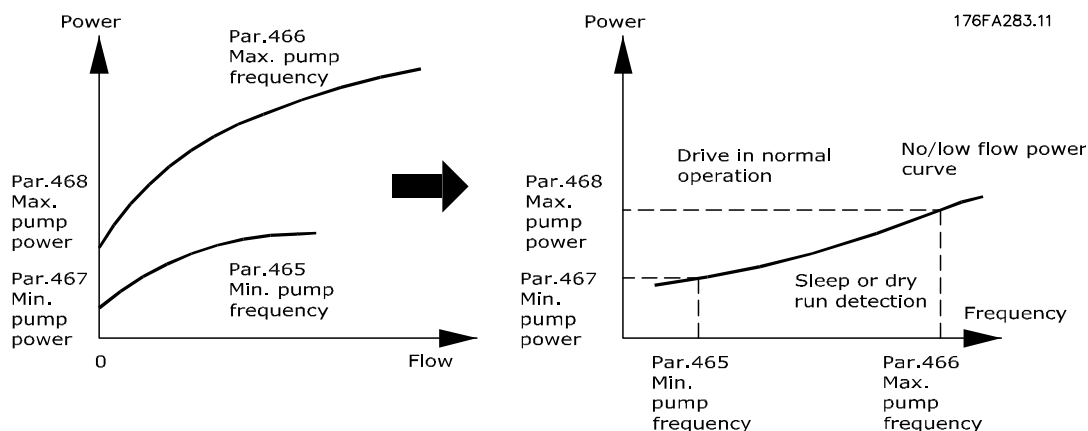 Power
Par.466
Max. pump
frequency
Par.468
Max.
pump
power
Par.467
Min.
pump
power
Par.465
Min. pump
frequency
0
Flow
Power
176FA283.11
Drive in normal
operation
No/low flow power
curve
Par.468
Max.
pump
power
Par.467
Min.
pump
power
Sleep or dry
run detection
Frequency
Par.465
Min.
pump
frequency
Par.466
Max.
pump
frequency